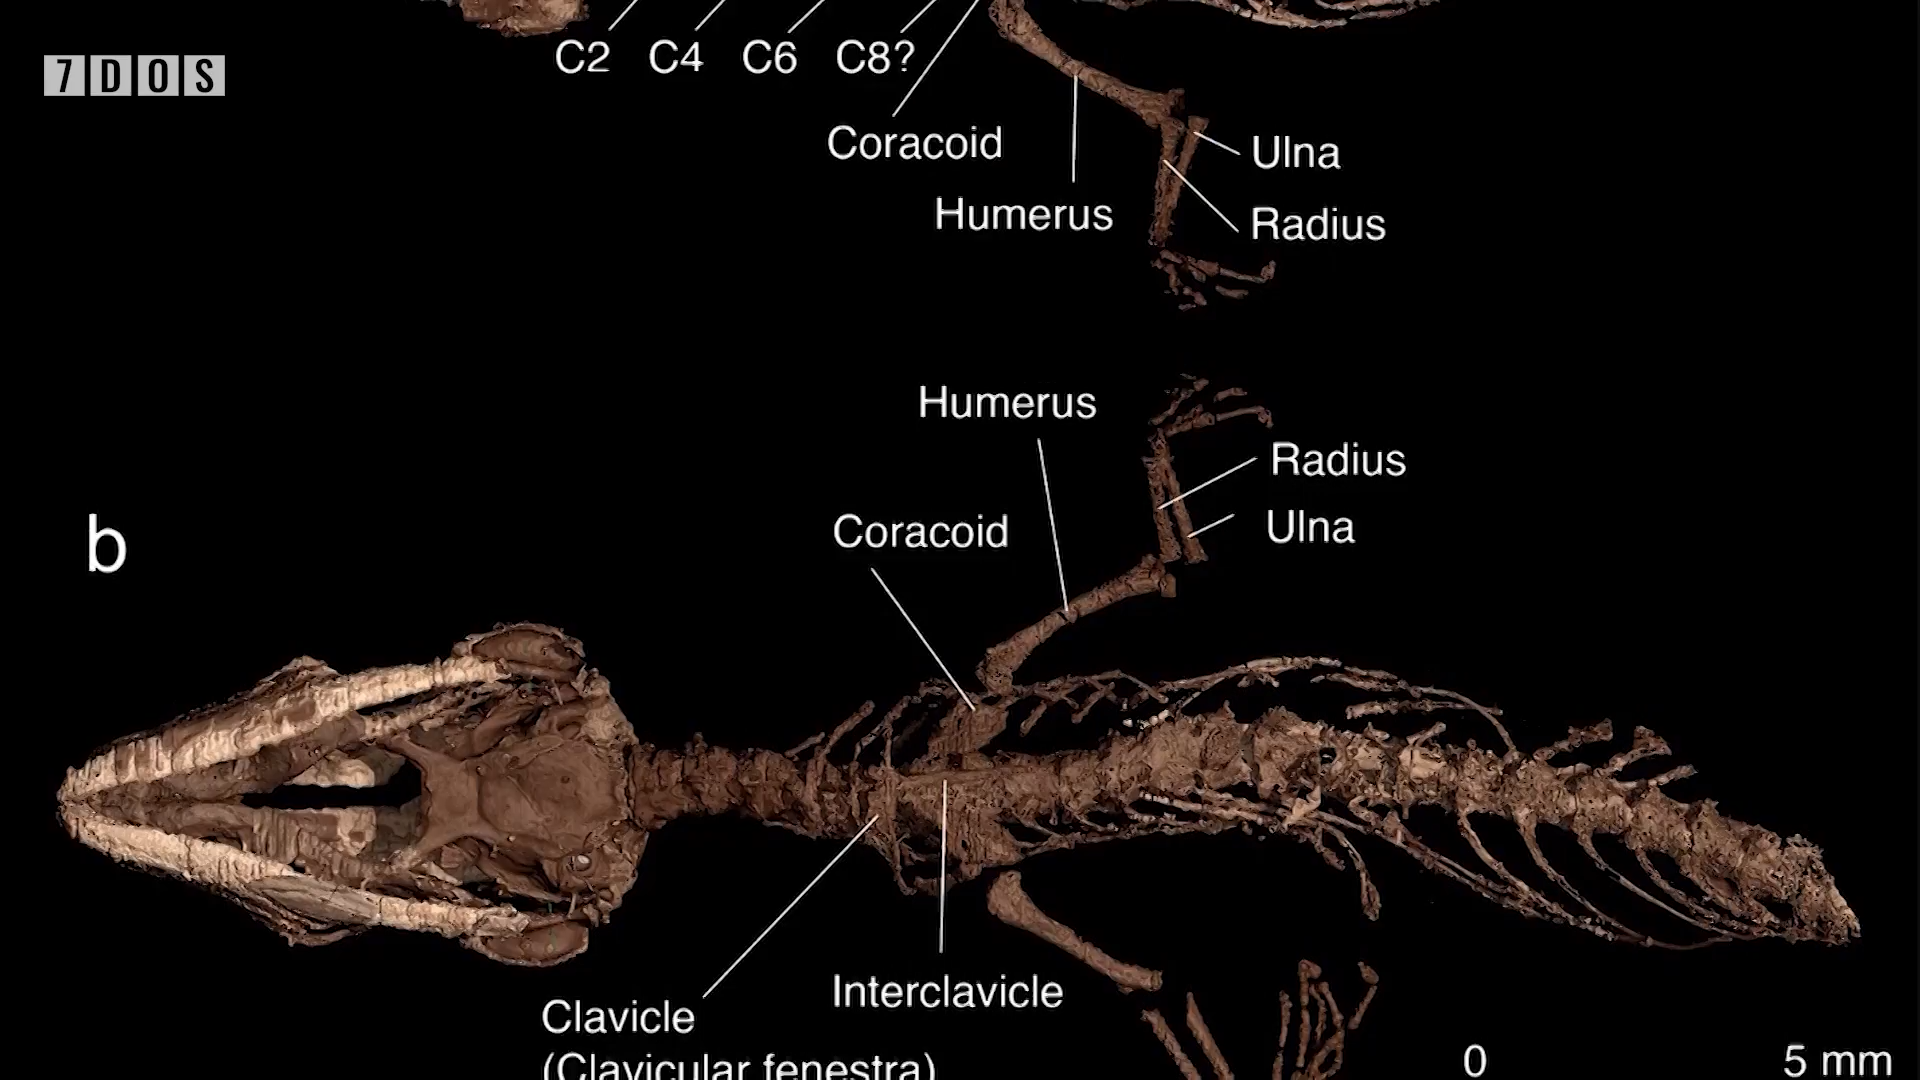 7DOS
C2 C4 C6 C8?
Coracoid
Ulna
Humerus
Radius
Humerus
Radius
Coracoid
Ulna
b
Interclavicle
Clavicle
(Clavicular fenestra)
0 5 mm